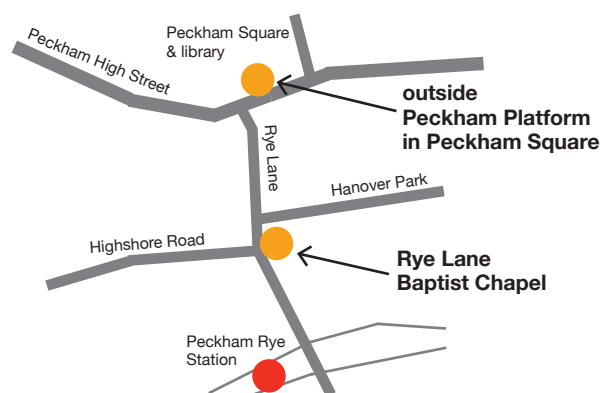 Peckham Square
& library
Peckham High Street
outside
Peckham Platform
in Peckham Square
Rye Lane
Hanover Park
Highshore Road
Rye Lane
Baptist Chapel
Peckham Rye
Station